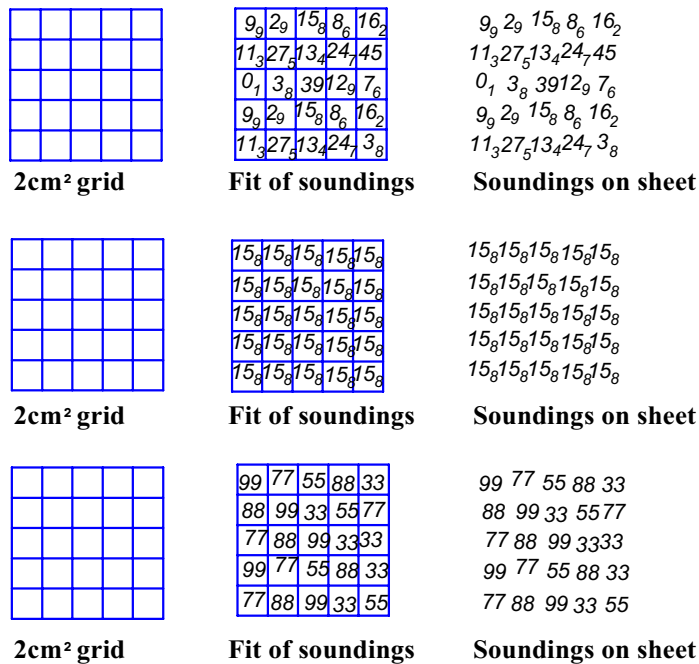 9₉ 2₉ 15₈ 8₆ 16₂ 9₉ 2₉ 15₈ 8₆ 16₂
11₃ 27₅ 13₄ 24₇ 45 11₃ 27₅ 13₄ 24₇ 45
0₁ 3₈ 39 12₉ 7₆ 0₁ 3₈ 39 12₉ 7₆
9₉ 2₉ 15₈ 8₆ 16₂ 9₉ 2₉ 15₈ 8₆ 16₂
11₃ 27₅ 13₄ 24₇ 3₈ 11₃ 27₅ 13₄ 24₇ 3₈
2cm² grid Fit of soundings Soundings on sheet
15₈ 15₈ 15₈ 15₈ 15₈ 15₈ 15₈ 15₈ 15₈ 15₈
15₈ 15₈ 15₈ 15₈ 15₈ 15₈ 15₈ 15₈ 15₈ 15₈
15₈ 15₈ 15₈ 15₈ 15₈ 15₈ 15₈ 15₈ 15₈ 15₈
15₈ 15₈ 15₈ 15₈ 15₈ 15₈ 15₈ 15₈ 15₈ 15₈
15₈ 15₈ 15₈ 15₈ 15₈ 15₈ 15₈ 15₈ 15₈ 15₈
2cm² grid Fit of soundings Soundings on sheet
99 77 55 88 33 99 77 55 88 33
88 99 33 55 77 88 99 33 55 77
77 88 99 33 33 77 88 99 33 33
99 77 55 88 33 99 77 55 88 33
77 88 99 33 55 77 88 99 33 55
2cm² grid Fit of soundings Soundings on sheet